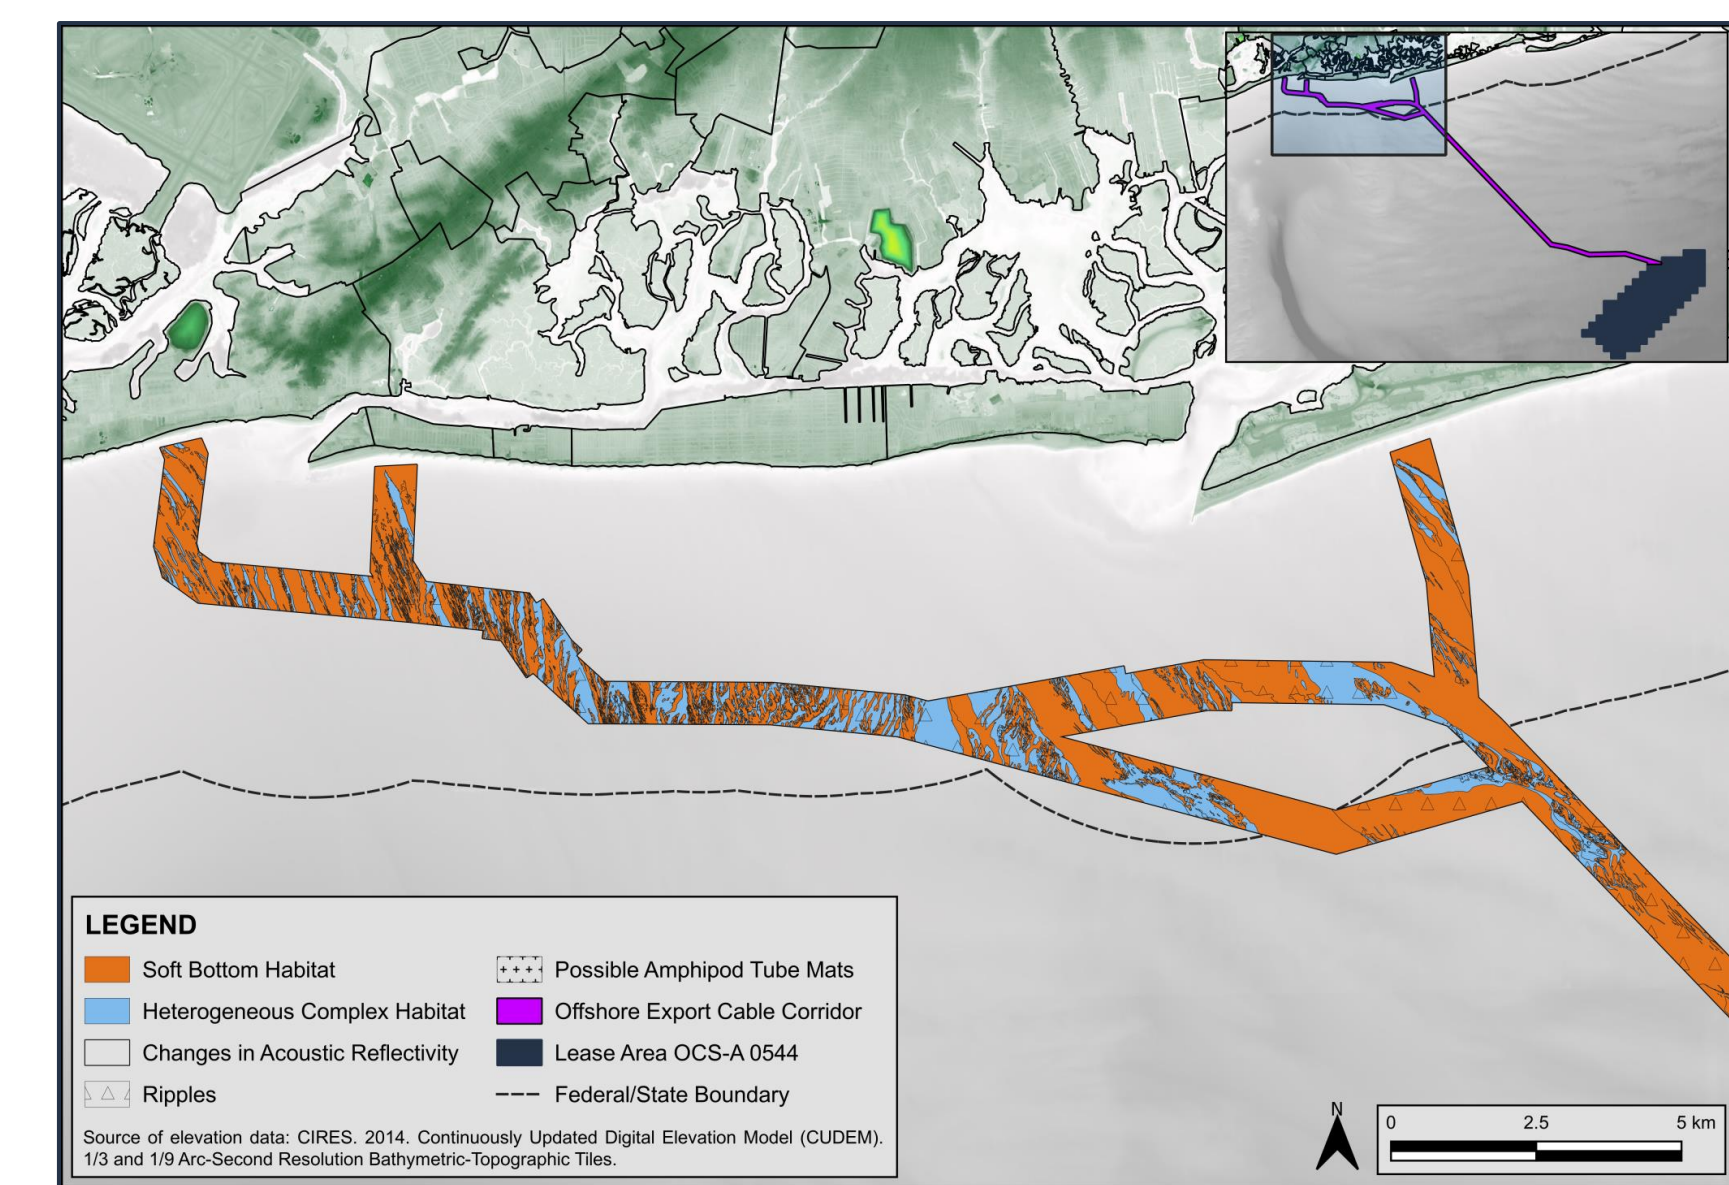 LEGEND
Soft Bottom Habitat
Heterogeneous Complex Habitat
Changes in Acoustic Reflectivity
Ripples
Possible Amphipod Tube Mats
Offshore Export Cable Corridor
Lease Area OCS-A 0544
Federal/State Boundary
Source of elevation data: CIRES. 2014. Continuously Updated Digital Elevation Model (CUDEM).
1/3 and 1/9 Arc-Second Resolution Bathymetric-Topographic Tiles.
N
0 2.5 5 km